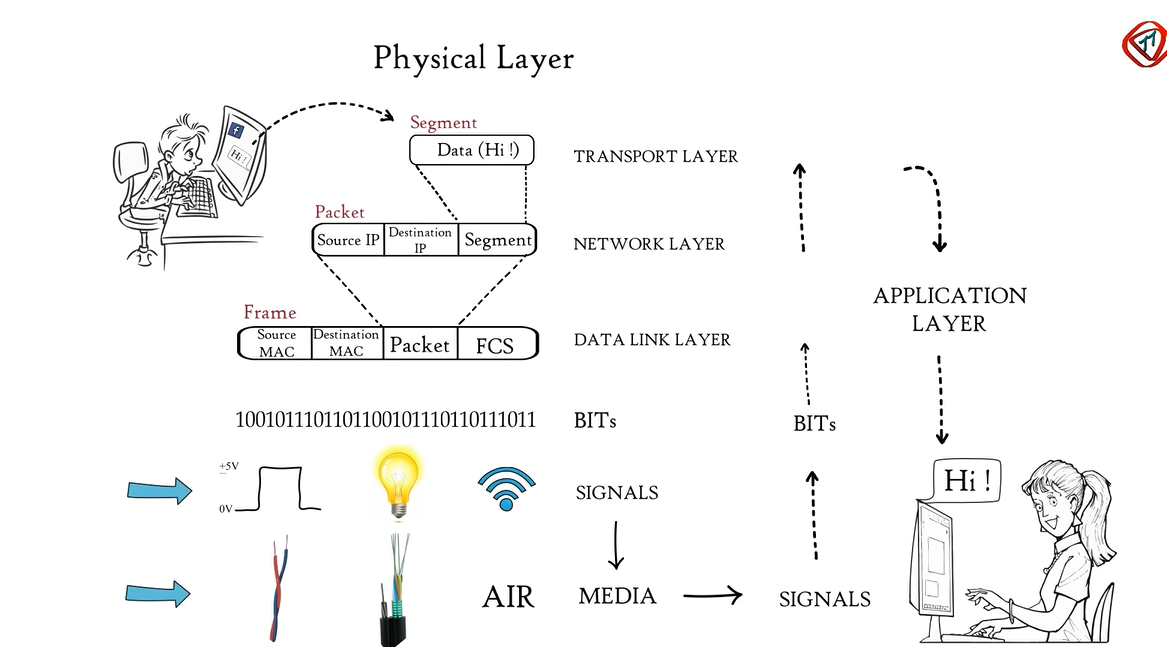 Physical Layer
Segment
Data (Hi !)
TRANSPORT LAYER
Hi !
Packet
Source IP
Destination
IP
Segment
NETWORK LAYER
Frame
Source
MAC
Destination
MAC
Packet
FCS
DATA LINK LAYER
APPLICATION
LAYER
1001011101101100101110110111011
BITs
BITs
+5V
0V
SIGNALS
Hi !
AIR
MEDIA
SIGNALS